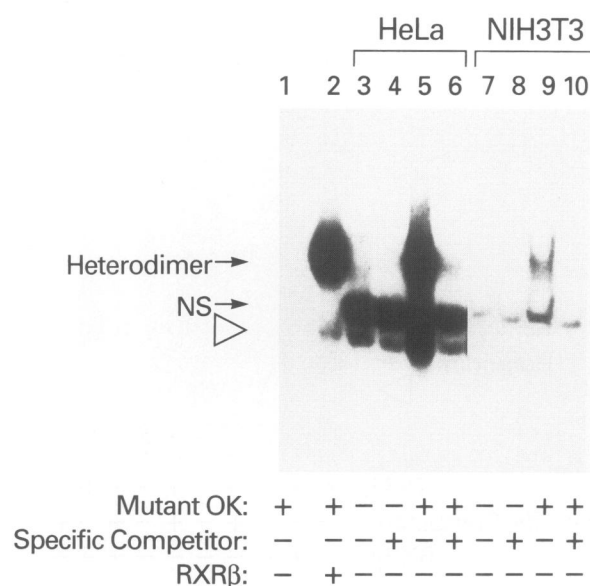 HeLa NIH3T3
1 2 3 4 5 6 7 8 9 10
Heterodimer→
NS→
Mutant OK: + + − − + + − − + +
Specific Competitor: − − − + − + − + − +
RXRβ: − + − − − − − − − −